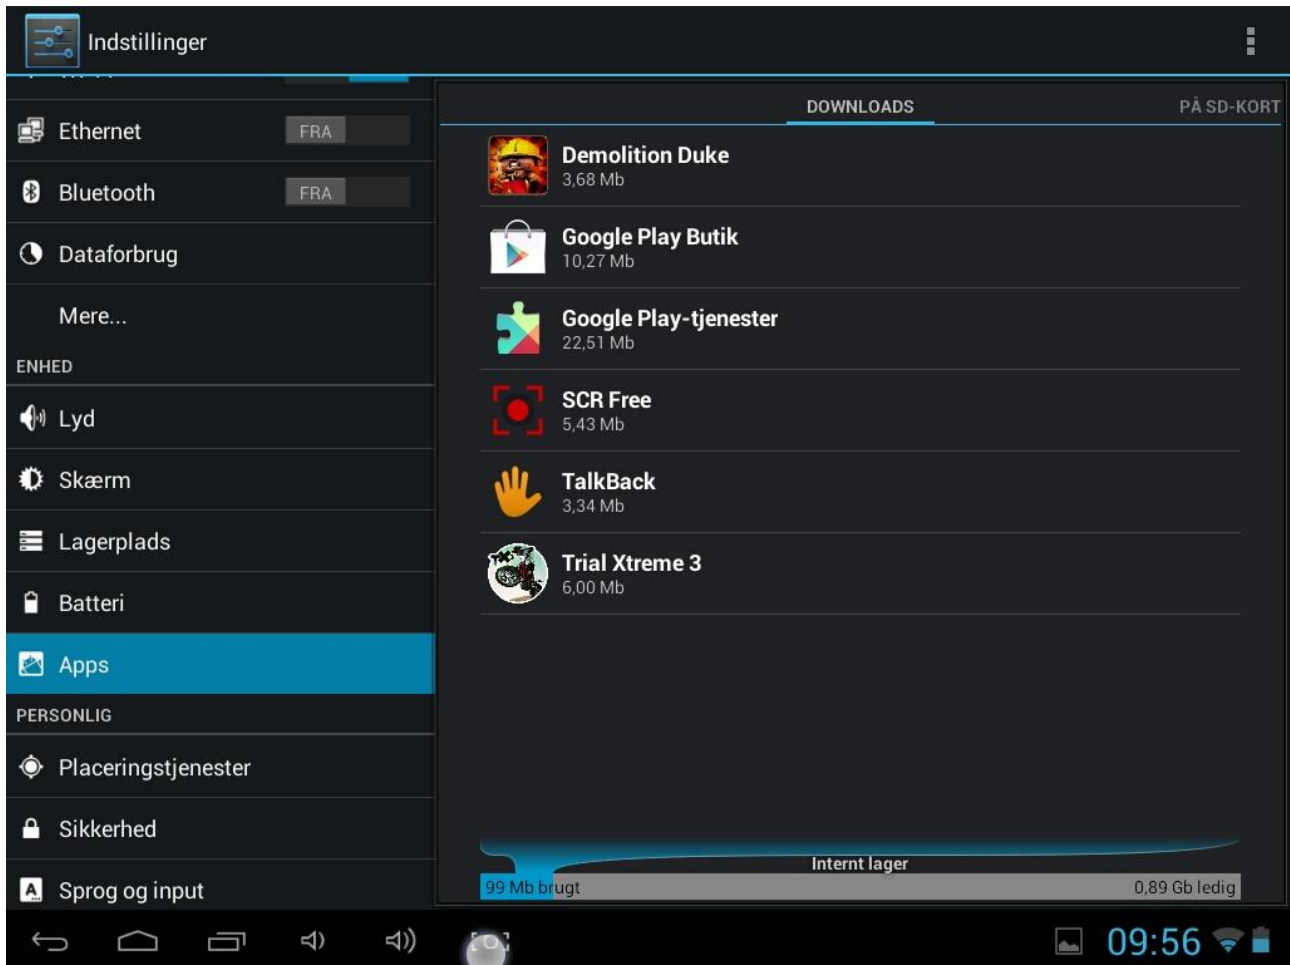 Indstillinger
Ethernet FRA
Bluetooth FRA
Dataforbrug
Mere...
ENHED
Lyd
Skærm
Lagerplads
Batteri
Apps
PERSONLIG
Placeringstjenester
Sikkerhed
Sprog og input
DOWNLOADS PÅ SD-KORT
Demolition Duke
3,68 Mb
Google Play Butik
10,27 Mb
Google Play-tjenester
22,51 Mb
SCR Free
5,43 Mb
TalkBack
3,34 Mb
Trial Xtreme 3
6,00 Mb
Internt lager
99 Mb brugt 0,89 Gb ledig
09:56